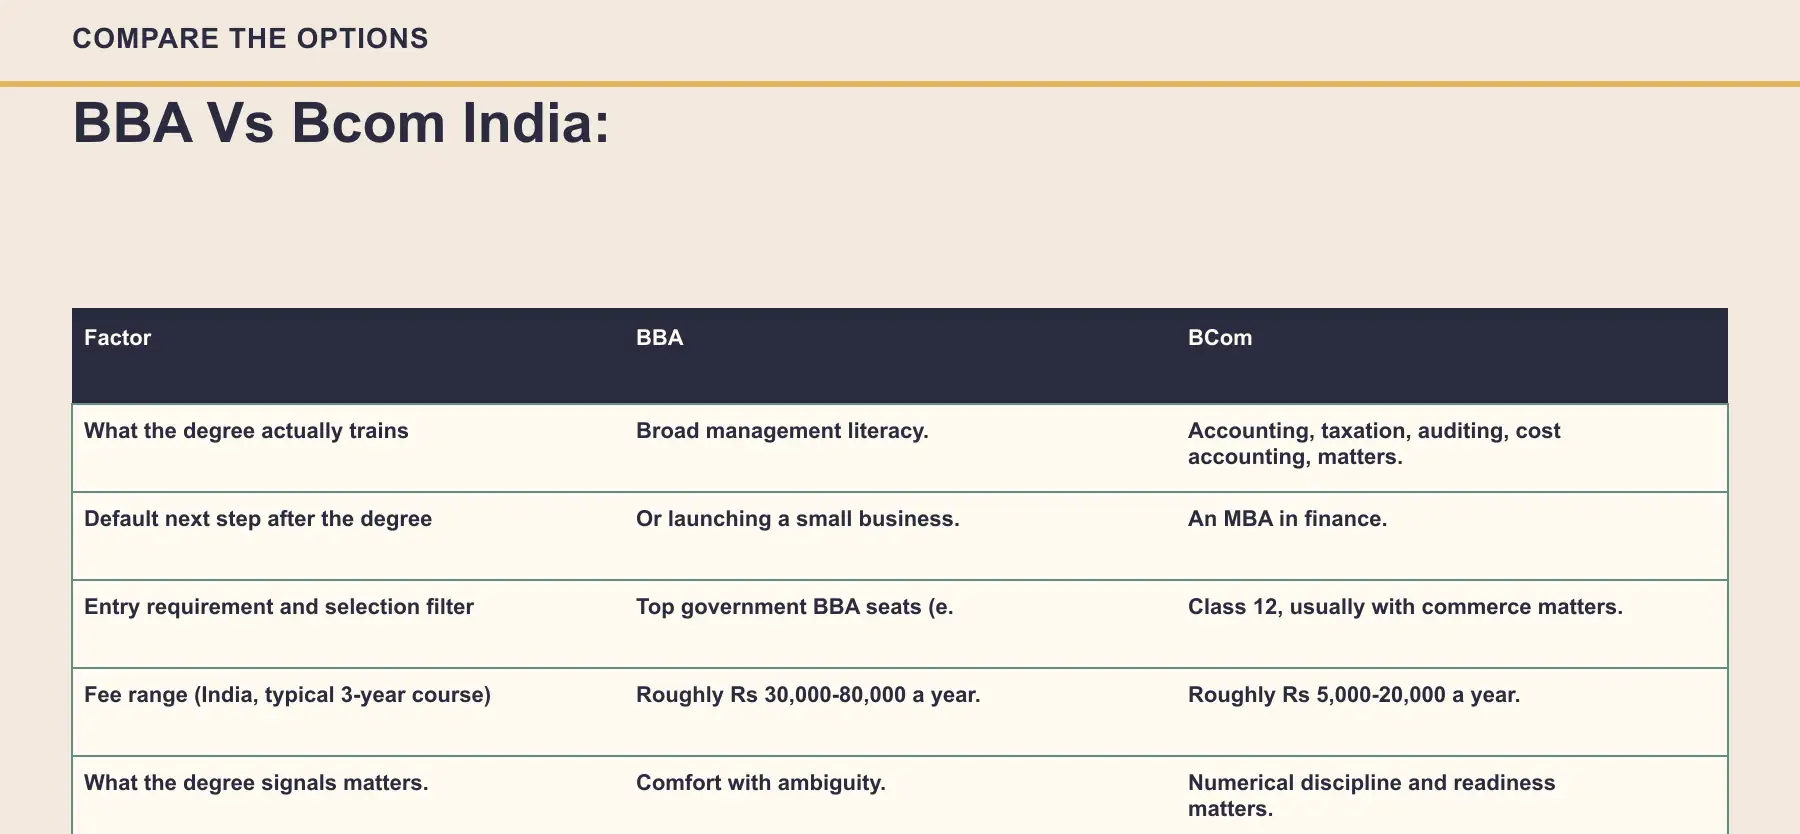 COMPARE THE OPTIONS
BBA Vs Bcom India:
Factor
BBA
BCom
What the degree actually trains
Broad management literacy.
Accounting, taxation, auditing, cost
accounting, matters.
Default next step after the degree
Or launching a small business.
An MBA in finance.
Entry requirement and selection filter
Top government BBA seats (e.
Class 12, usually with commerce matters.
Fee range (India, typical 3-year course)
Roughly Rs 30,000-80,000 a year.
Roughly Rs 5,000-20,000 a year.
What the degree signals matters.
Comfort with ambiguity.
Numerical discipline and readiness
matters.